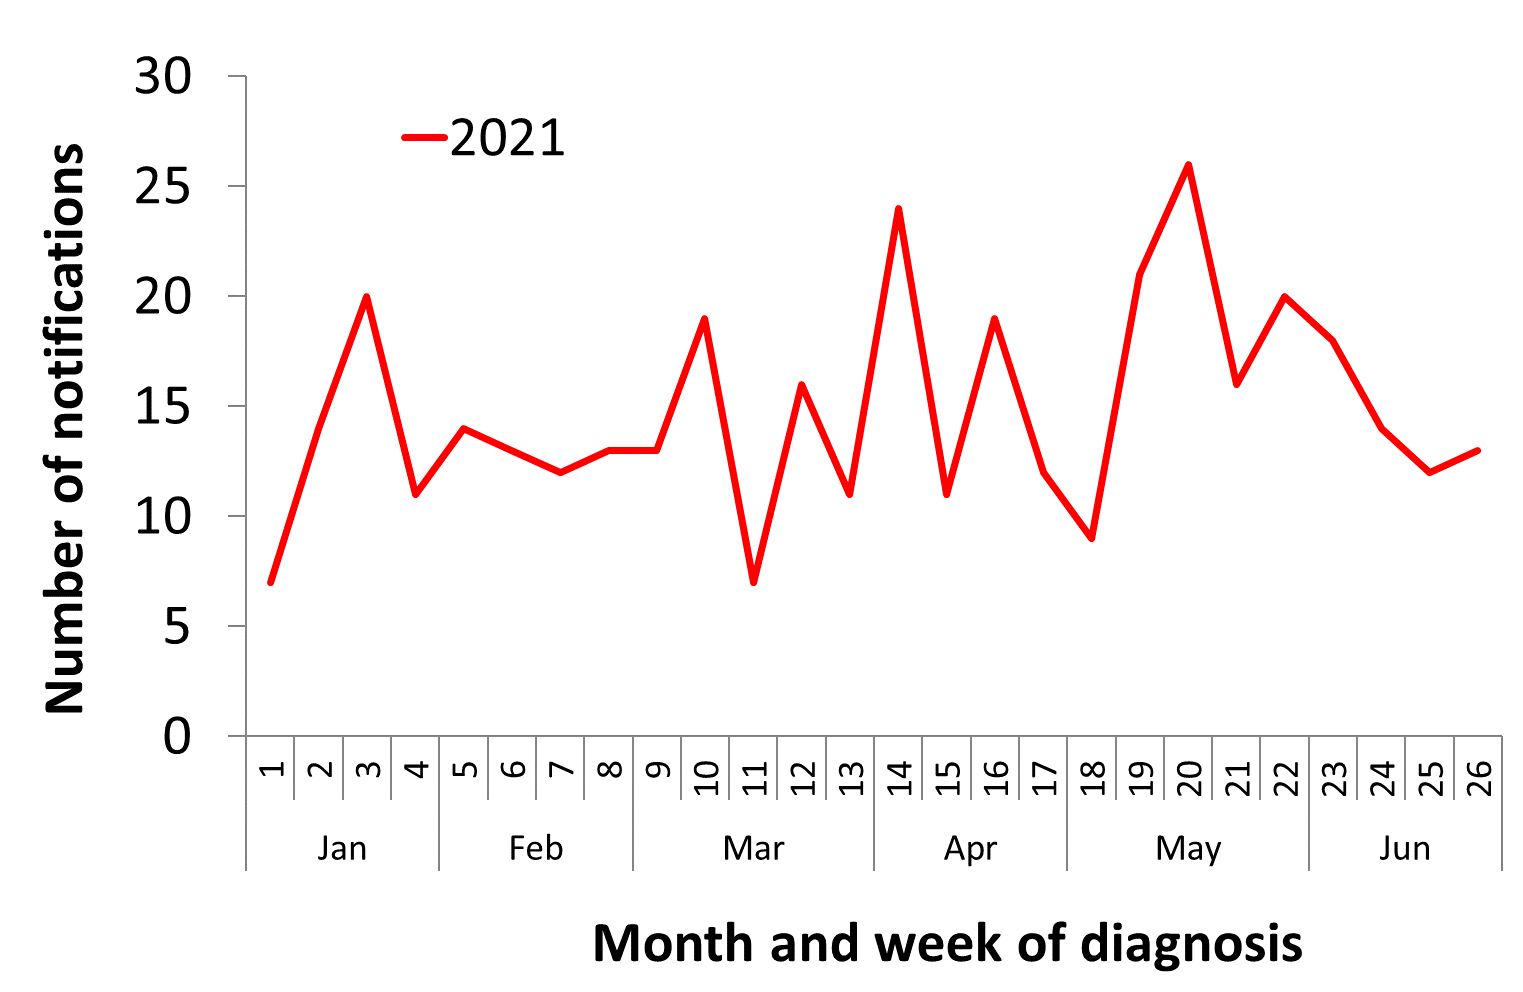 30
2021
25
20
15
10
5
0
Number of notifications
1 2 3 4 5 6 7 8 9 10 11 12 13 14 15 16 17 18 19 20 21 22 23 24 25 26
Jan Feb Mar Apr May Jun
Month and week of diagnosis